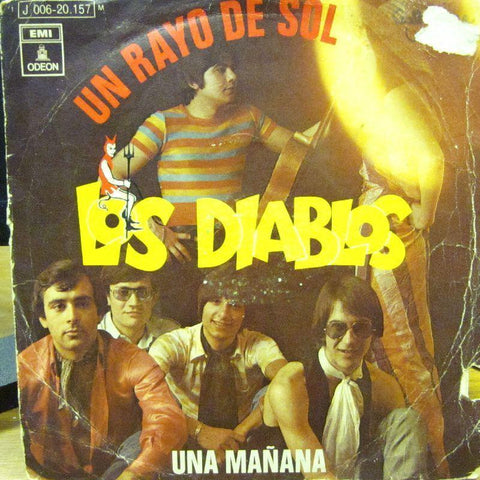 J 006-20.157 M
EMI
ODEON
UN RAYO DE SOL
LOS DIABLOS
UNA MAÑANA